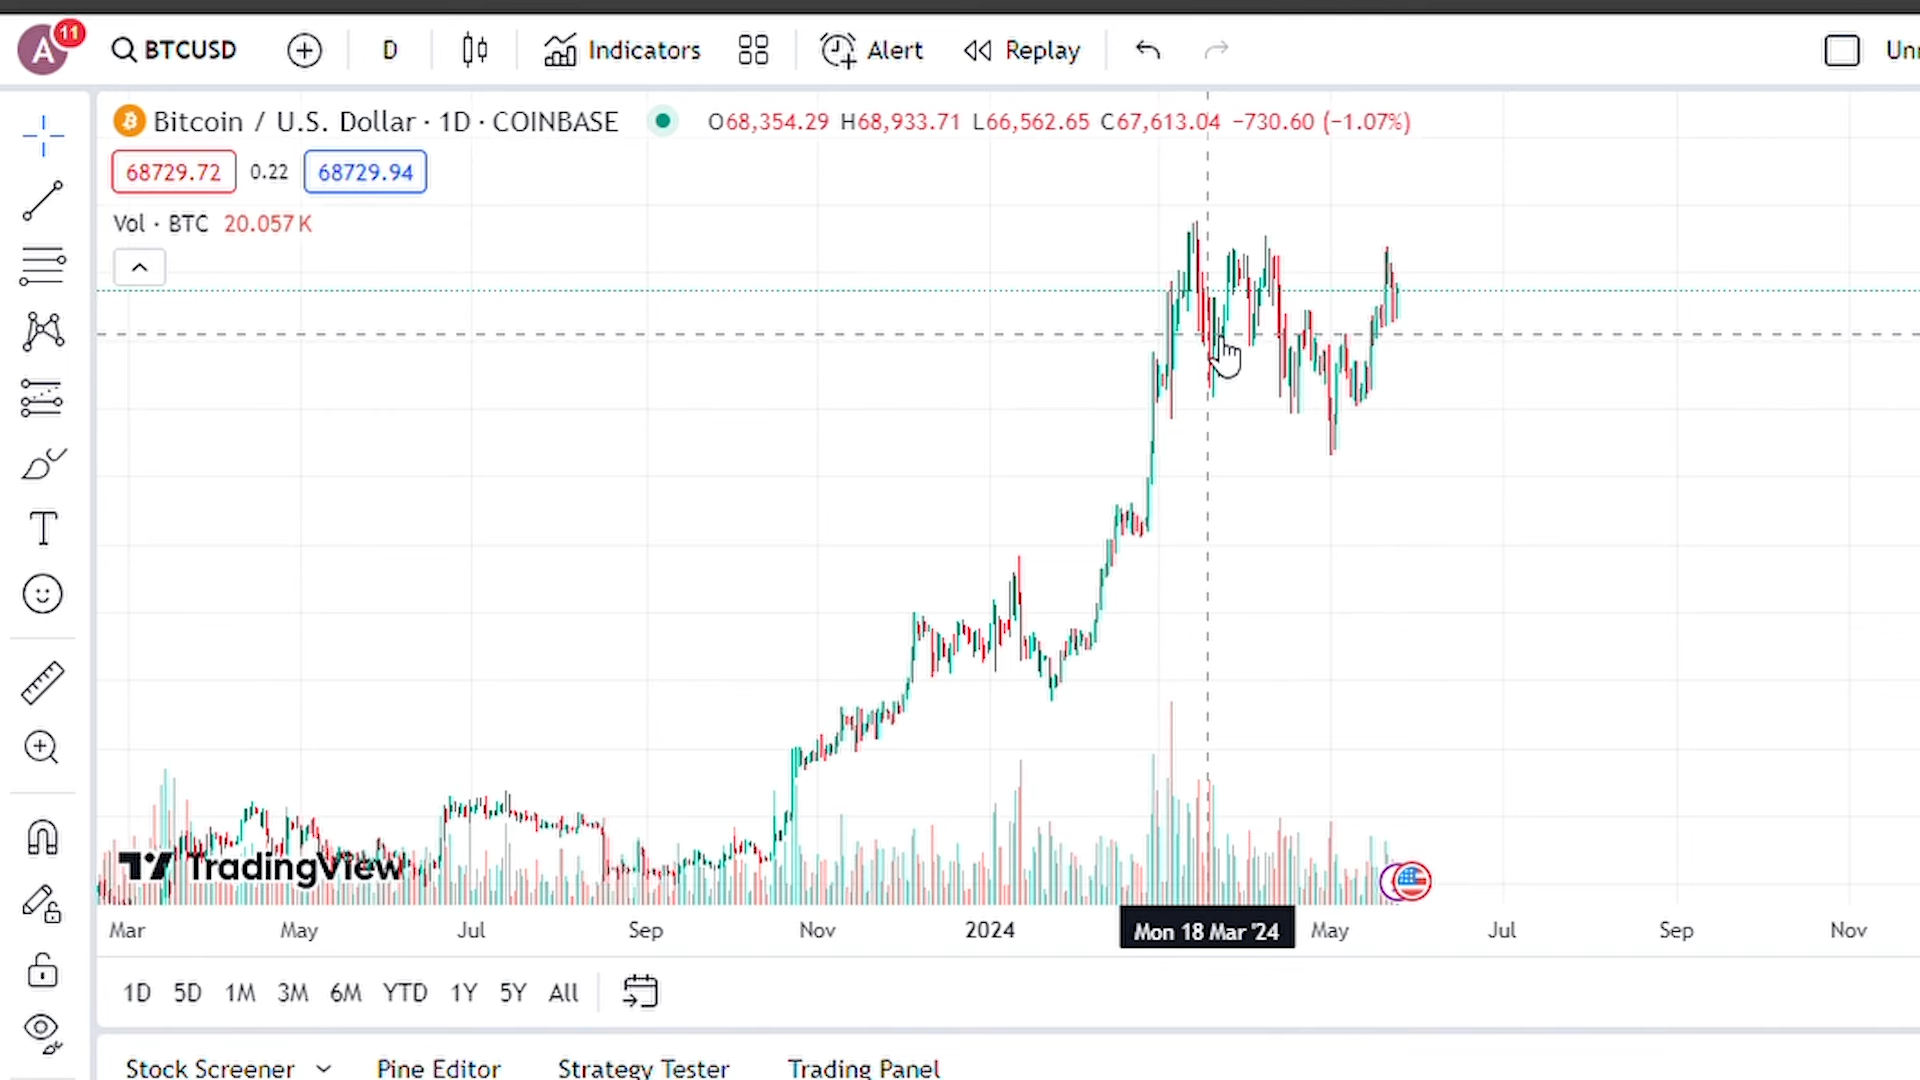 A 11 BTCUSD D Indicators Alert Replay
Bitcoin / U.S. Dollar · 1D · COINBASE O68,354.29 H68,933.71 L66,562.65 C67,613.04 −730.60 (−1.07%)
68729.72 0.22 68729.94
Vol · BTC 20.057 K
TradingView
Mar May Jul Sep Nov 2024 Mon 18 Mar '24 May Jul Sep Nov
1D 5D 1M 3M 6M YTD 1Y 5Y All
Stock Screener Pine Editor Strategy Tester Trading Panel